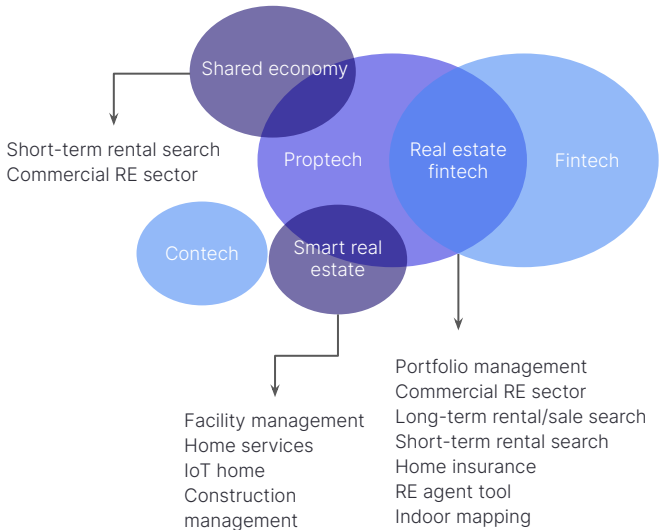 Shared economy
Proptech
Real estate
fintech
Fintech
Short-term rental search
Commercial RE sector
Contech
Smart real
estate
Facility management
Home services
IoT home
Construction
management
Portfolio management
Commercial RE sector
Long-term rental/sale search
Short-term rental search
Home insurance
RE agent tool
Indoor mapping